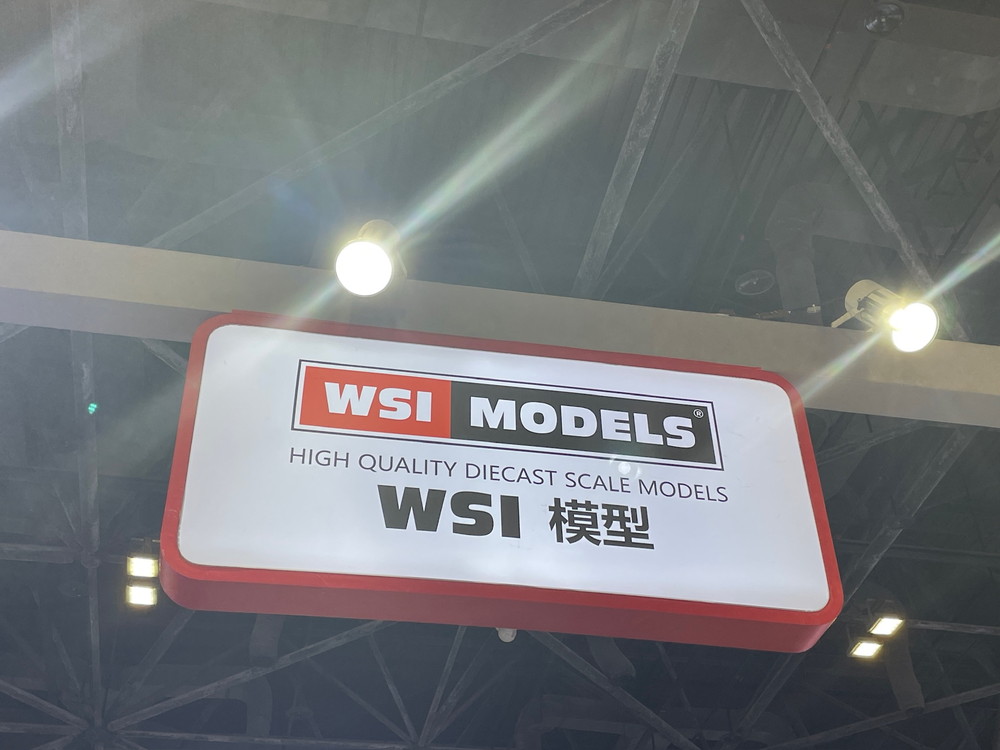 WSI MODELS®
HIGH QUALITY DIECAST SCALE MODELS
WSI 模型